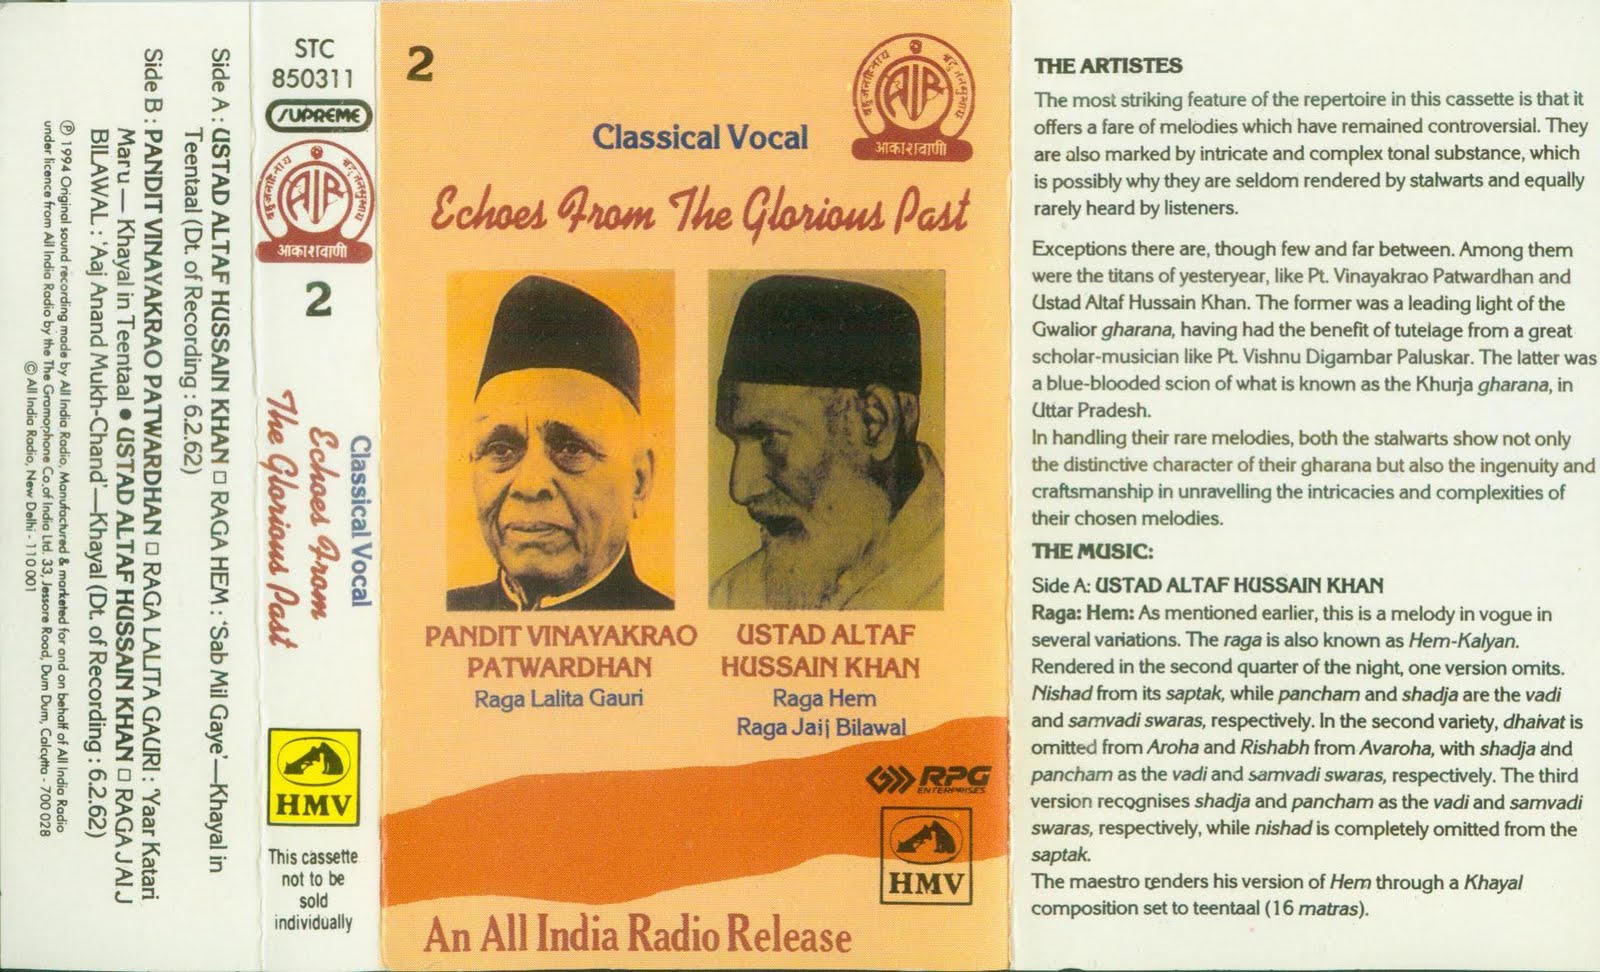 Side A : USTAD ALTAF HUSSAIN KHAN □ RAGA HEM : 'Sab Mil Gaye'—Khayal in
Teentaal (Dt. of Recording : 6.2.62)
Side B : PANDIT VINAYAKRAO PATWARDHAN □ RAGA LALITA GAURI : 'Yaar Katari
Maru — Khayal in Teentaal ● USTAD ALTAF HUSSAIN KHAN □ RAGA JAIJ
BILAWAL : 'Aaj Anand Mukh-Chand'—Khayal (Dt. of Recording : 6.2.62)
Ⓟ 1994 Original sound recording made by All India Radio. Manufactured & marketed for and on behalf of All India Radio
under licence from All India Radio by the The Gramophone Co. of India Ltd. 33, Jessore Road, Dum Dum, Calcutta - 700 028
© All India Radio, New Delhi - 110 001
STC
850311
SUPREME
बहुजनहिताय बहुजनसुखाय
AIR
आकाशवाणी
2
Classical Vocal
Echoes From
The Glorious Past
HMV
This cassette
not to be
sold
individually
2
बहुजनहिताय बहुजनसुखाय
AIR
आकाशवाणी
Classical Vocal
Echoes From The Glorious Past
PANDIT VINAYAKRAO
PATWARDHAN
Raga Lalita Gauri
USTAD ALTAF
HUSSAIN KHAN
Raga Hem
Raga Jaij Bilawal
RPG
ENTERPRISES
HMV
An All India Radio Release
THE ARTISTES
The most striking feature of the repertoire in this cassette is that it
offers a fare of melodies which have remained controversial. They
are also marked by intricate and complex tonal substance, which
is possibly why they are seldom rendered by stalwarts and equally
rarely heard by listeners.
Exceptions there are, though few and far between. Among them
were the titans of yesteryear, like Pt. Vinayakrao Patwardhan and
Ustad Altaf Hussain Khan. The former was a leading light of the
Gwalior gharana, having had the benefit of tutelage from a great
scholar-musician like Pt. Vishnu Digambar Paluskar. The latter was
a blue-blooded scion of what is known as the Khurja gharana, in
Uttar Pradesh.
In handling their rare melodies, both the stalwarts show not only
the distinctive character of their gharana but also the ingenuity and
craftsmanship in unravelling the intricacies and complexities of
their chosen melodies.
THE MUSIC:
Side A: USTAD ALTAF HUSSAIN KHAN
Raga: Hem: As mentioned earlier, this is a melody in vogue in
several variations. The raga is also known as Hem-Kalyan.
Rendered in the second quarter of the night, one version omits.
Nishad from its saptak, while pancham and shadja are the vadi
and samvadi swaras, respectively. In the second variety, dhaivat is
omitted from Aroha and Rishabh from Avaroha, with shadja and
pancham as the vadi and samvadi swaras, respectively. The third
version recognises shadja and pancham as the vadi and samvadi
swaras, respectively, while nishad is completely omitted from the
saptak.
The maestro renders his version of Hem through a Khayal
composition set to teentaal (16 matras).